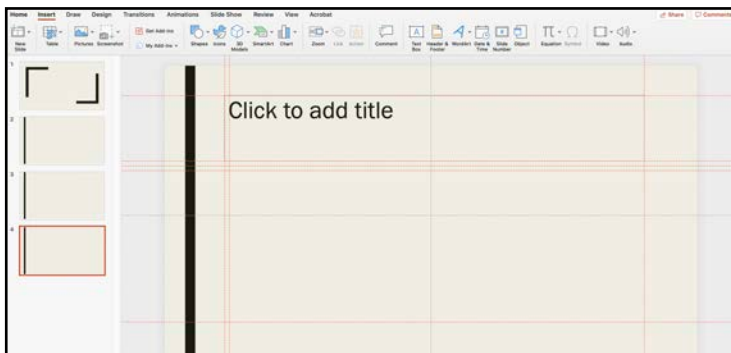 Home Insert Draw Design Transitions Animations Slide Show Review View Acrobat Share Comments
New Slide Table Pictures Screenshot Get Add-ins My Add-ins Shapes Icons 3D Models SmartArt Chart Zoom Link Action Comment Text Box Header & Footer WordArt Date & Time Slide Number Object Equation Symbol Video Audio
1
Click to add title
2
3
4